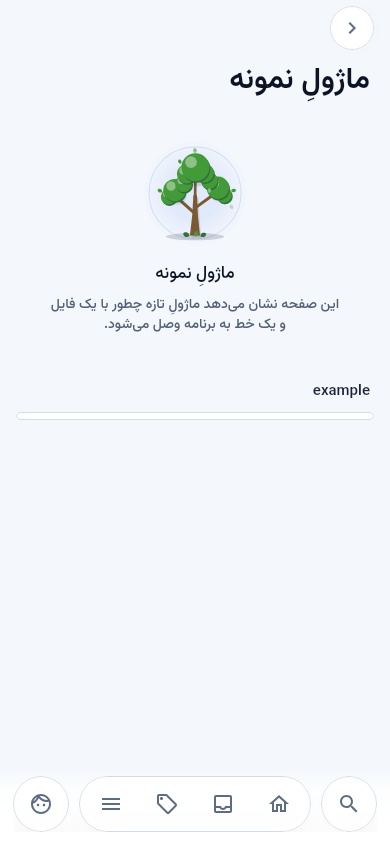 ماژولِ نمونه
ماژولِ نمونه
این صفحه نشان می‌دهد ماژولِ تازه چطور با یک فایل
و یک خط به برنامه وصل می‌شود.
example